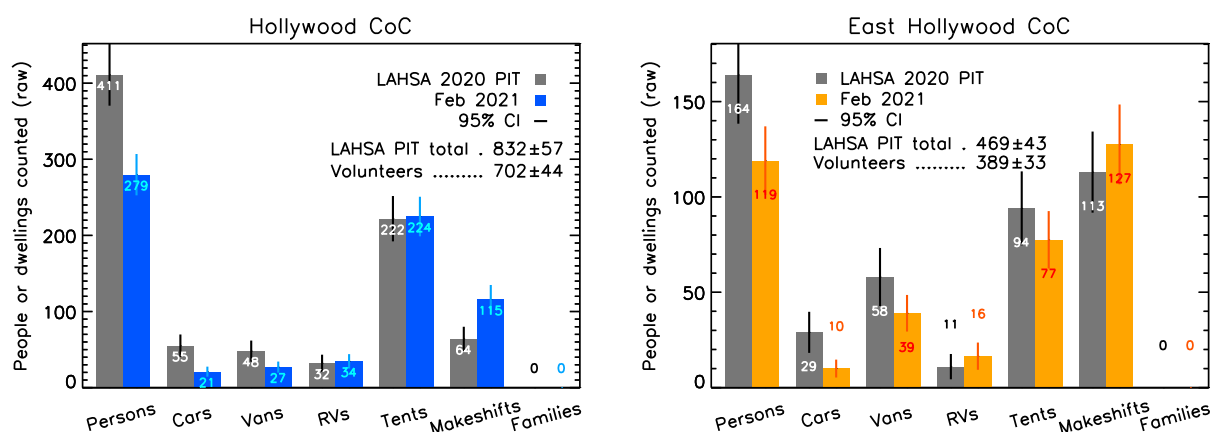 Hollywood CoC
People or dwellings counted (raw)
400
300
200
100
0
LAHSA 2020 PIT
Feb 2021
95% CI
LAHSA PIT total . 832±57
Volunteers ......... 702±44
411
279
55
21
48
27
32
34
222
224
64
115
0
0
Persons
Cars
Vans
RVs
Tents
Makeshifts
Families
East Hollywood CoC
People or dwellings counted (raw)
150
100
50
0
LAHSA 2020 PIT
Feb 2021
95% CI
LAHSA PIT total . 469±43
Volunteers ......... 389±33
164
119
29
10
58
39
11
16
94
77
113
127
0
0
Persons
Cars
Vans
RVs
Tents
Makeshifts
Families